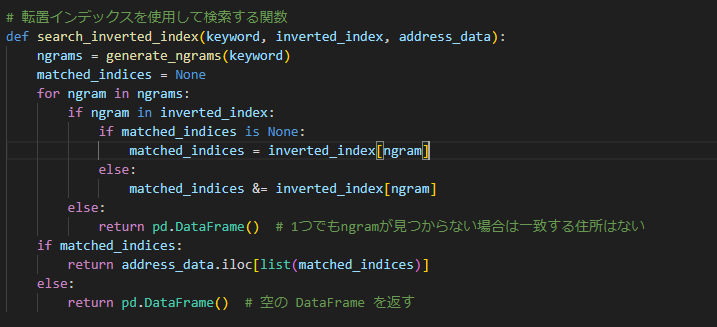 # 転置インデックスを使用して検索する関数
def search_inverted_index(keyword, inverted_index, address_data):
    ngrams = generate_ngrams(keyword)
    matched_indices = None
    for ngram in ngrams:
        if ngram in inverted_index:
            if matched_indices is None:
                matched_indices = inverted_index[ngram]
            else:
                matched_indices &= inverted_index[ngram]
        else:
            return pd.DataFrame()  # 1つでもngramが見つからない場合は一致する住所はない
    if matched_indices:
        return address_data.iloc[list(matched_indices)]
    else:
        return pd.DataFrame()  # 空の DataFrame を返す